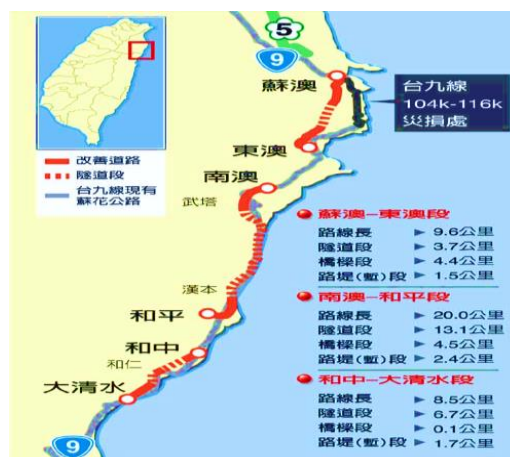 5
9
蘇澳
台九線
104k-116k
災損處
東澳
南澳
武塔
改善道路
隧道段
台九線現有
蘇花公路
蘇澳-東澳段
路線長 ▶ 9.6公里
隧道段 ▶ 3.7公里
橋樑段 ▶ 4.4公里
路堤(塹)段 ▶ 1.5公里
漢本
和平
南澳-和平段
路線長 ▶ 20.0公里
隧道段 ▶ 13.1公里
橋樑段 ▶ 4.5公里
路堤(塹)段 ▶ 2.4公里
和中
和仁
大清水
和中-大清水段
路線長 ▶ 8.5公里
隧道段 ▶ 6.7公里
橋樑段 ▶ 0.1公里
路堤(塹)段 ▶ 1.7公里
9